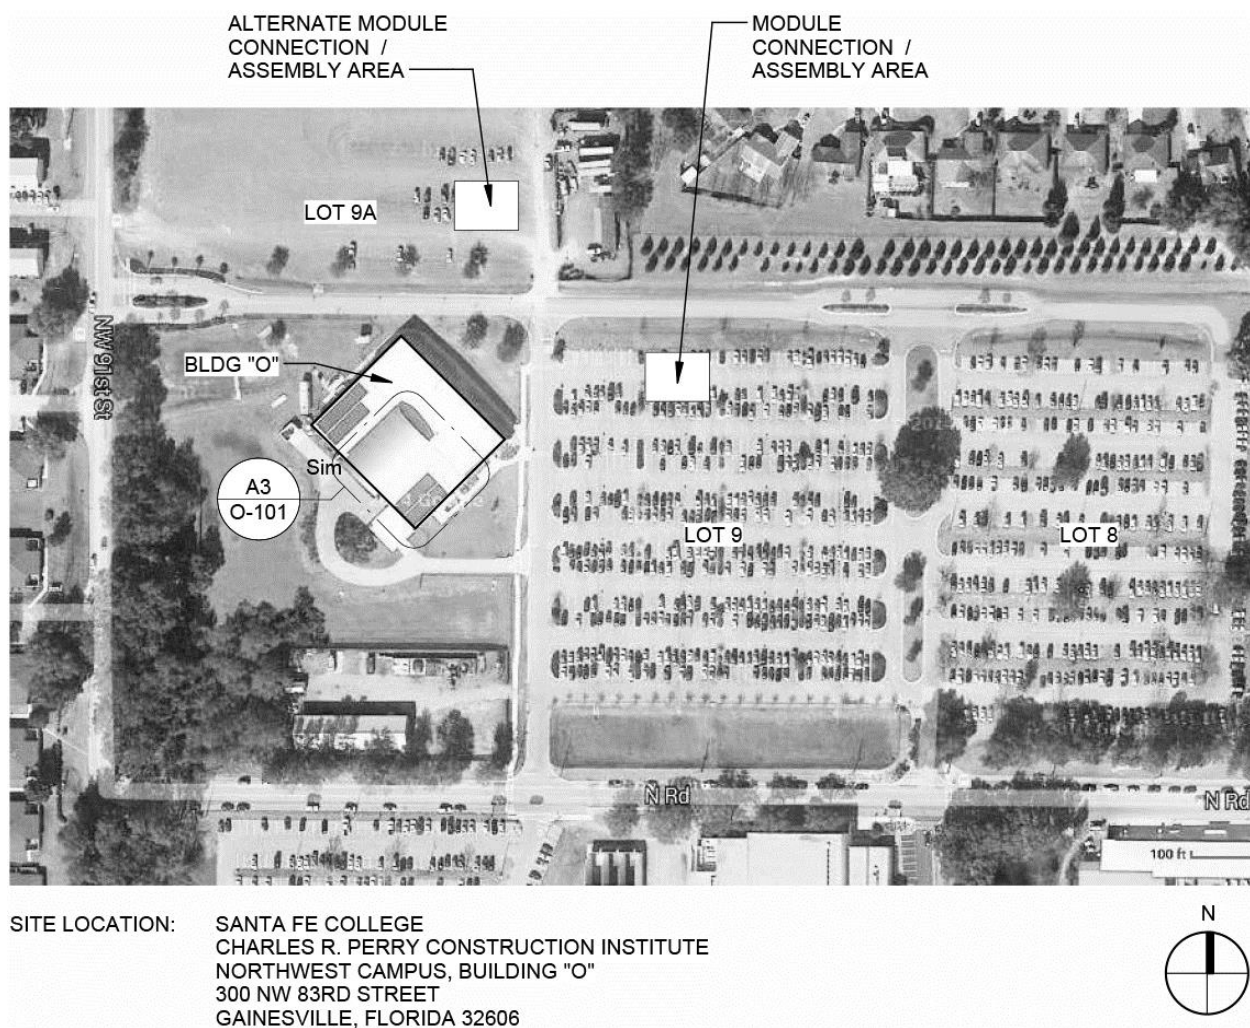 ALTERNATE MODULE
CONNECTION /
ASSEMBLY AREA
MODULE
CONNECTION /
ASSEMBLY AREA
LOT 9A
NW 91st St
BLDG "O"
Sim
A3
O-101
LOT 9
LOT 8
N Rd
N Rd
100 ft
SITE LOCATION:
SANTA FE COLLEGE
CHARLES R. PERRY CONSTRUCTION INSTITUTE
NORTHWEST CAMPUS, BUILDING "O"
300 NW 83RD STREET
GAINESVILLE, FLORIDA 32606
N